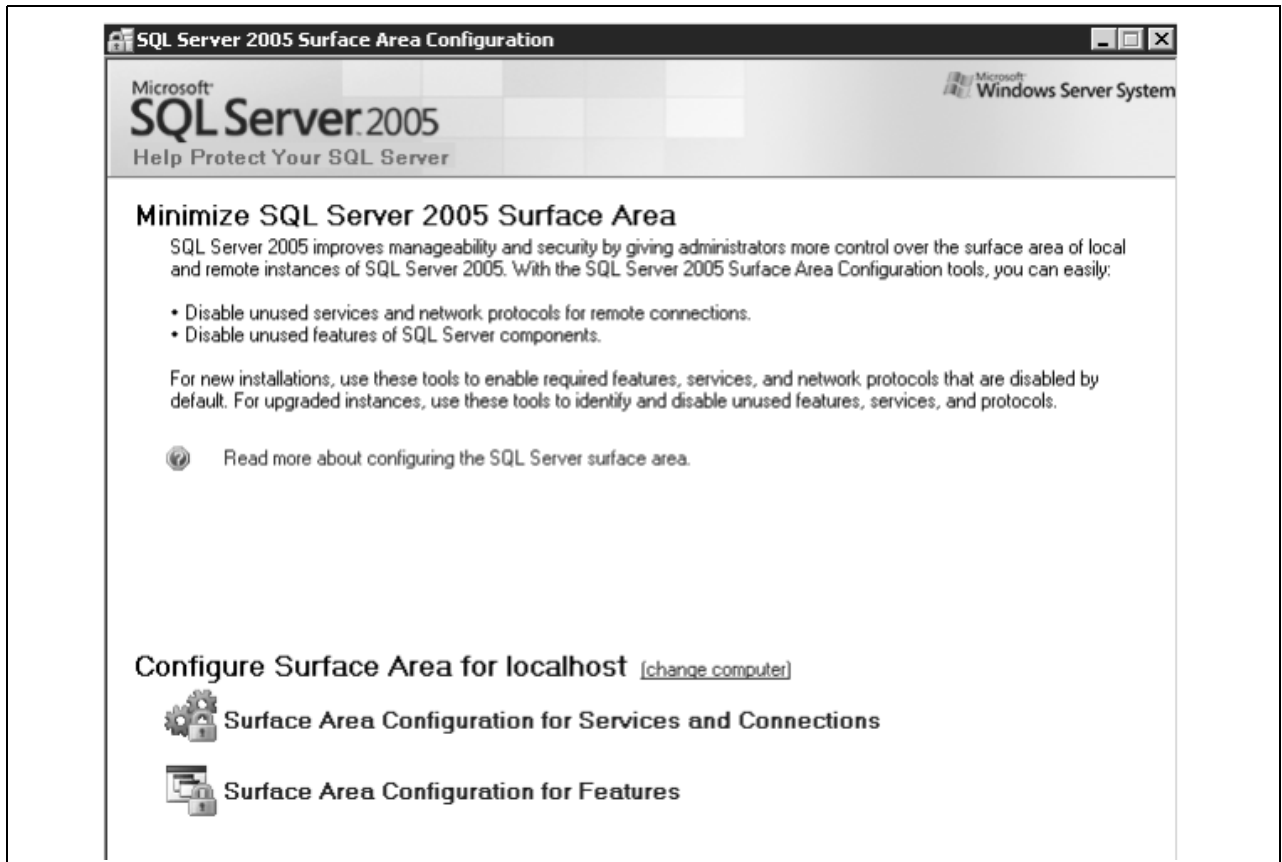 SQL Server 2005 Surface Area Configuration
Microsoft
SQL Server 2005
Help Protect Your SQL Server
Microsoft
Windows Server System
Minimize SQL Server 2005 Surface Area
SQL Server 2005 improves manageability and security by giving administrators more control over the surface area of local
and remote instances of SQL Server 2005. With the SQL Server 2005 Surface Area Configuration tools, you can easily:
• Disable unused services and network protocols for remote connections.
• Disable unused features of SQL Server components.
For new installations, use these tools to enable required features, services, and network protocols that are disabled by
default. For upgraded instances, use these tools to identify and disable unused features, services, and protocols.
Read more about configuring the SQL Server surface area.
Configure Surface Area for localhost (change computer)
Surface Area Configuration for Services and Connections
Surface Area Configuration for Features